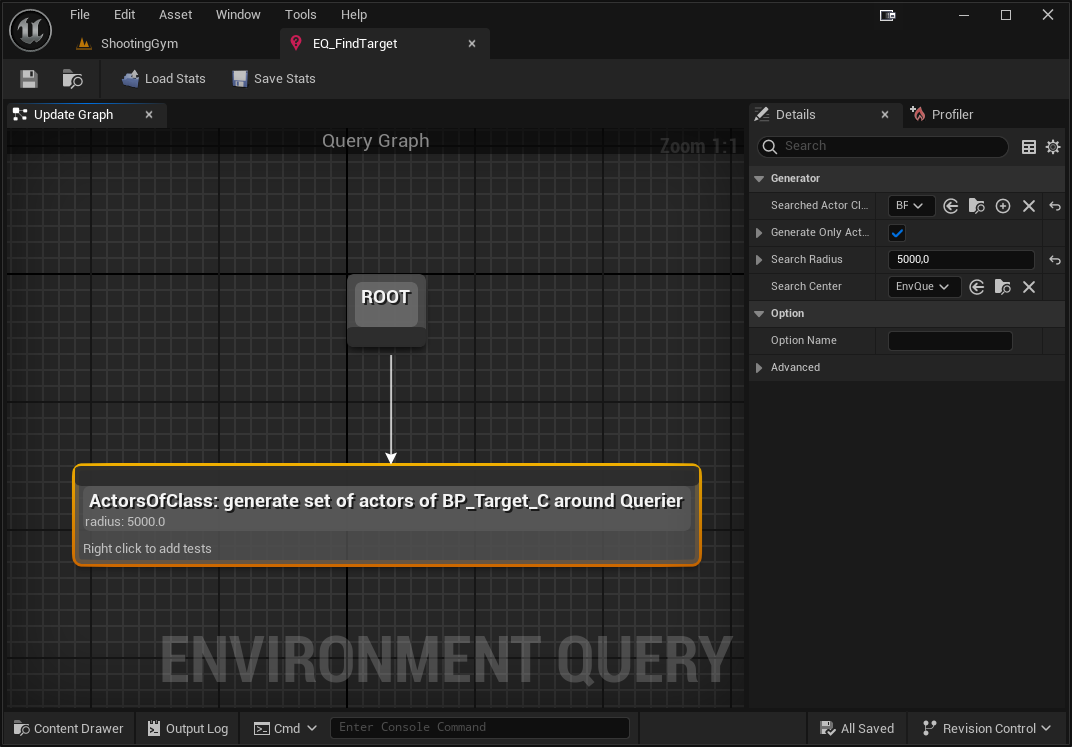 File Edit Asset Window Tools Help
ShootingGym EQ_FindTarget
Load Stats Save Stats
Update Graph Details Profiler
Query Graph
Zoom 1:1
Search
Generator
Searched Actor Cl... BF
Generate Only Act...
Search Radius 5000,0
Search Center EnvQue
Option
Option Name
Advanced
ROOT
ActorsOfClass: generate set of actors of BP_Target_C around Querier
radius: 5000.0
Right click to add tests
ENVIRONMENT QUERY
Content Drawer Output Log Cmd Enter Console Command All Saved Revision Control